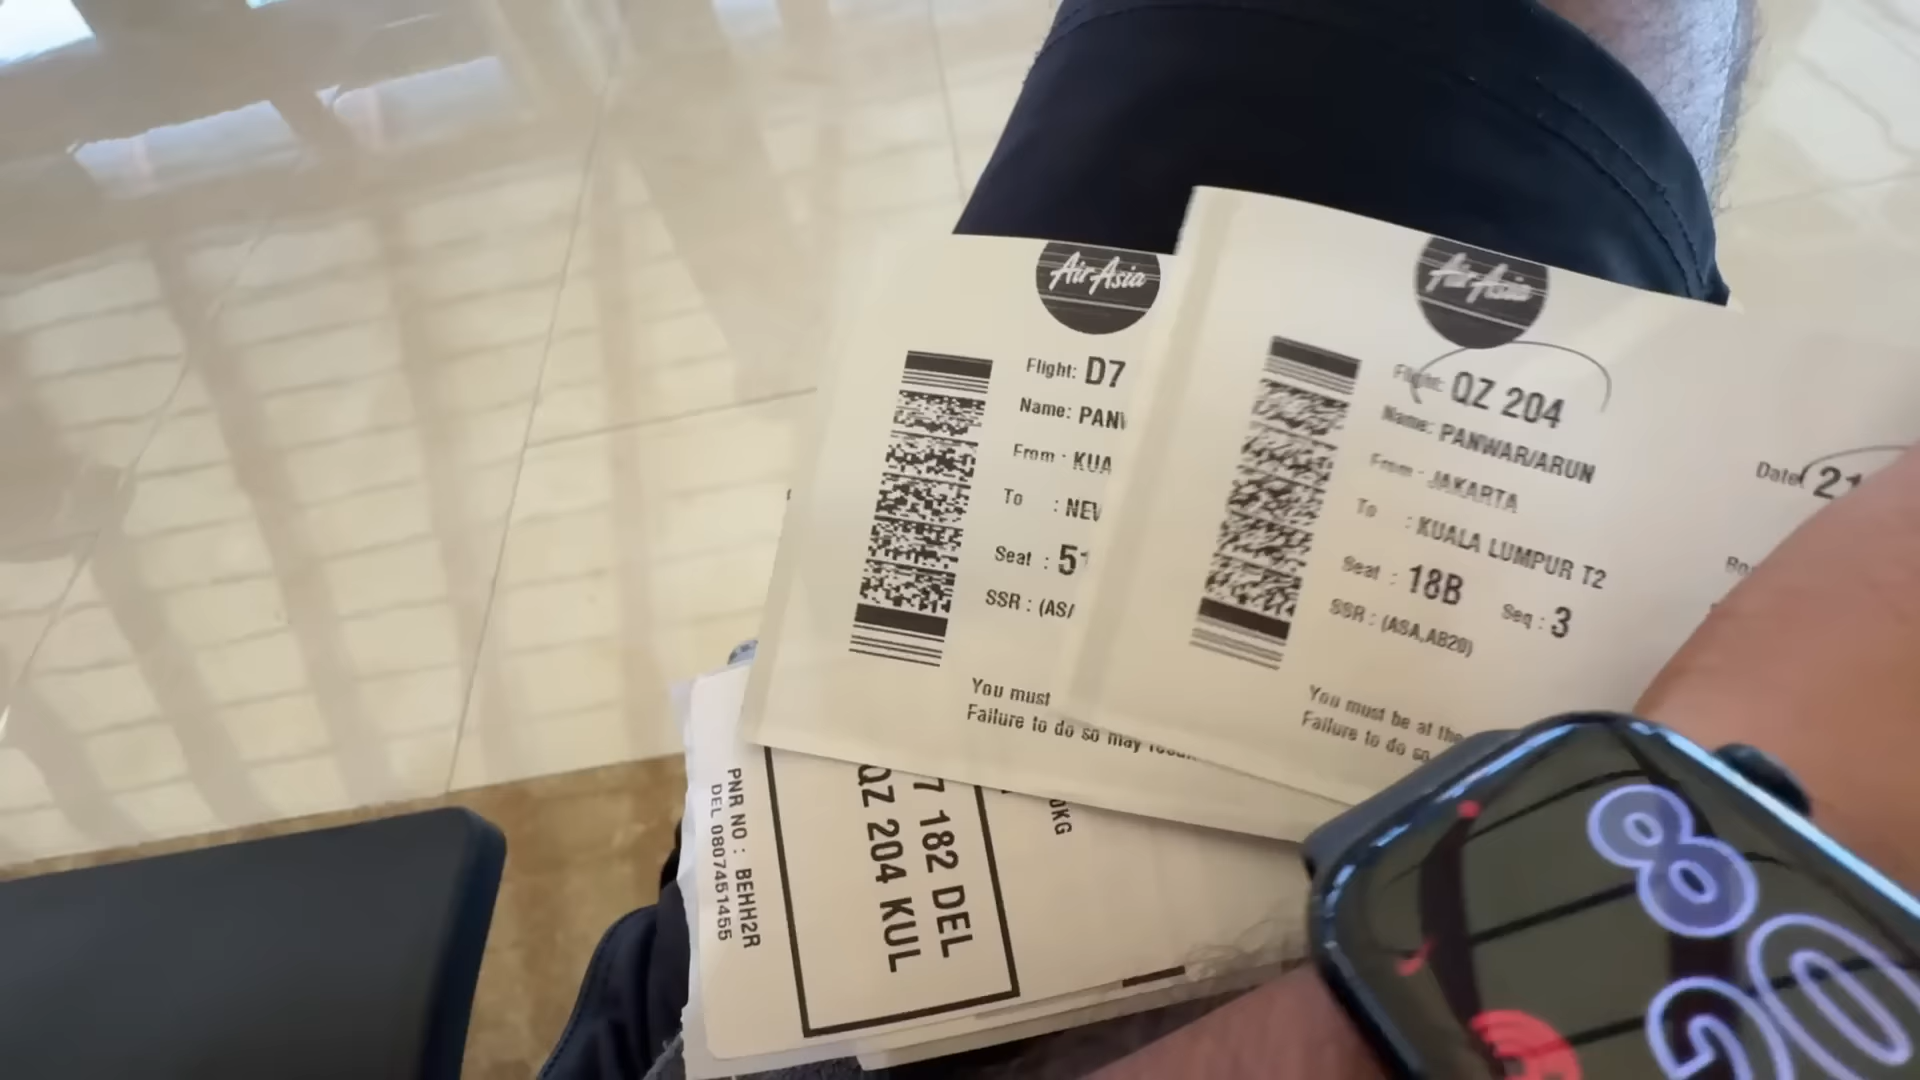 AirAsia
Flight: D7
Name: PANW
From : KUA
To : NEW
Seat : 51
SSR : (ASA
You must
Failure to do so may
AirAsia
Flight: QZ 204
Name: PANWAR/ARUN
From : JAKARTA
To : KUALA LUMPUR T2
Seat : 18B Seq : 3
SSR : (ASA,AB20)
You must be at the
Failure to do so
Date 21
7 182 DEL
QZ 204 KUL
PNR NO : BEHH2R
DEL 0807451455
0KG
08